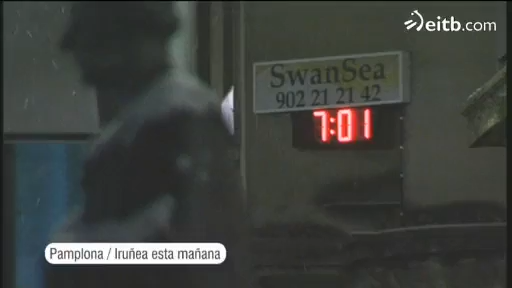 eitb.com
SwanSea
902 21 21 42
7:01
Pamplona / Iruñea esta mañana